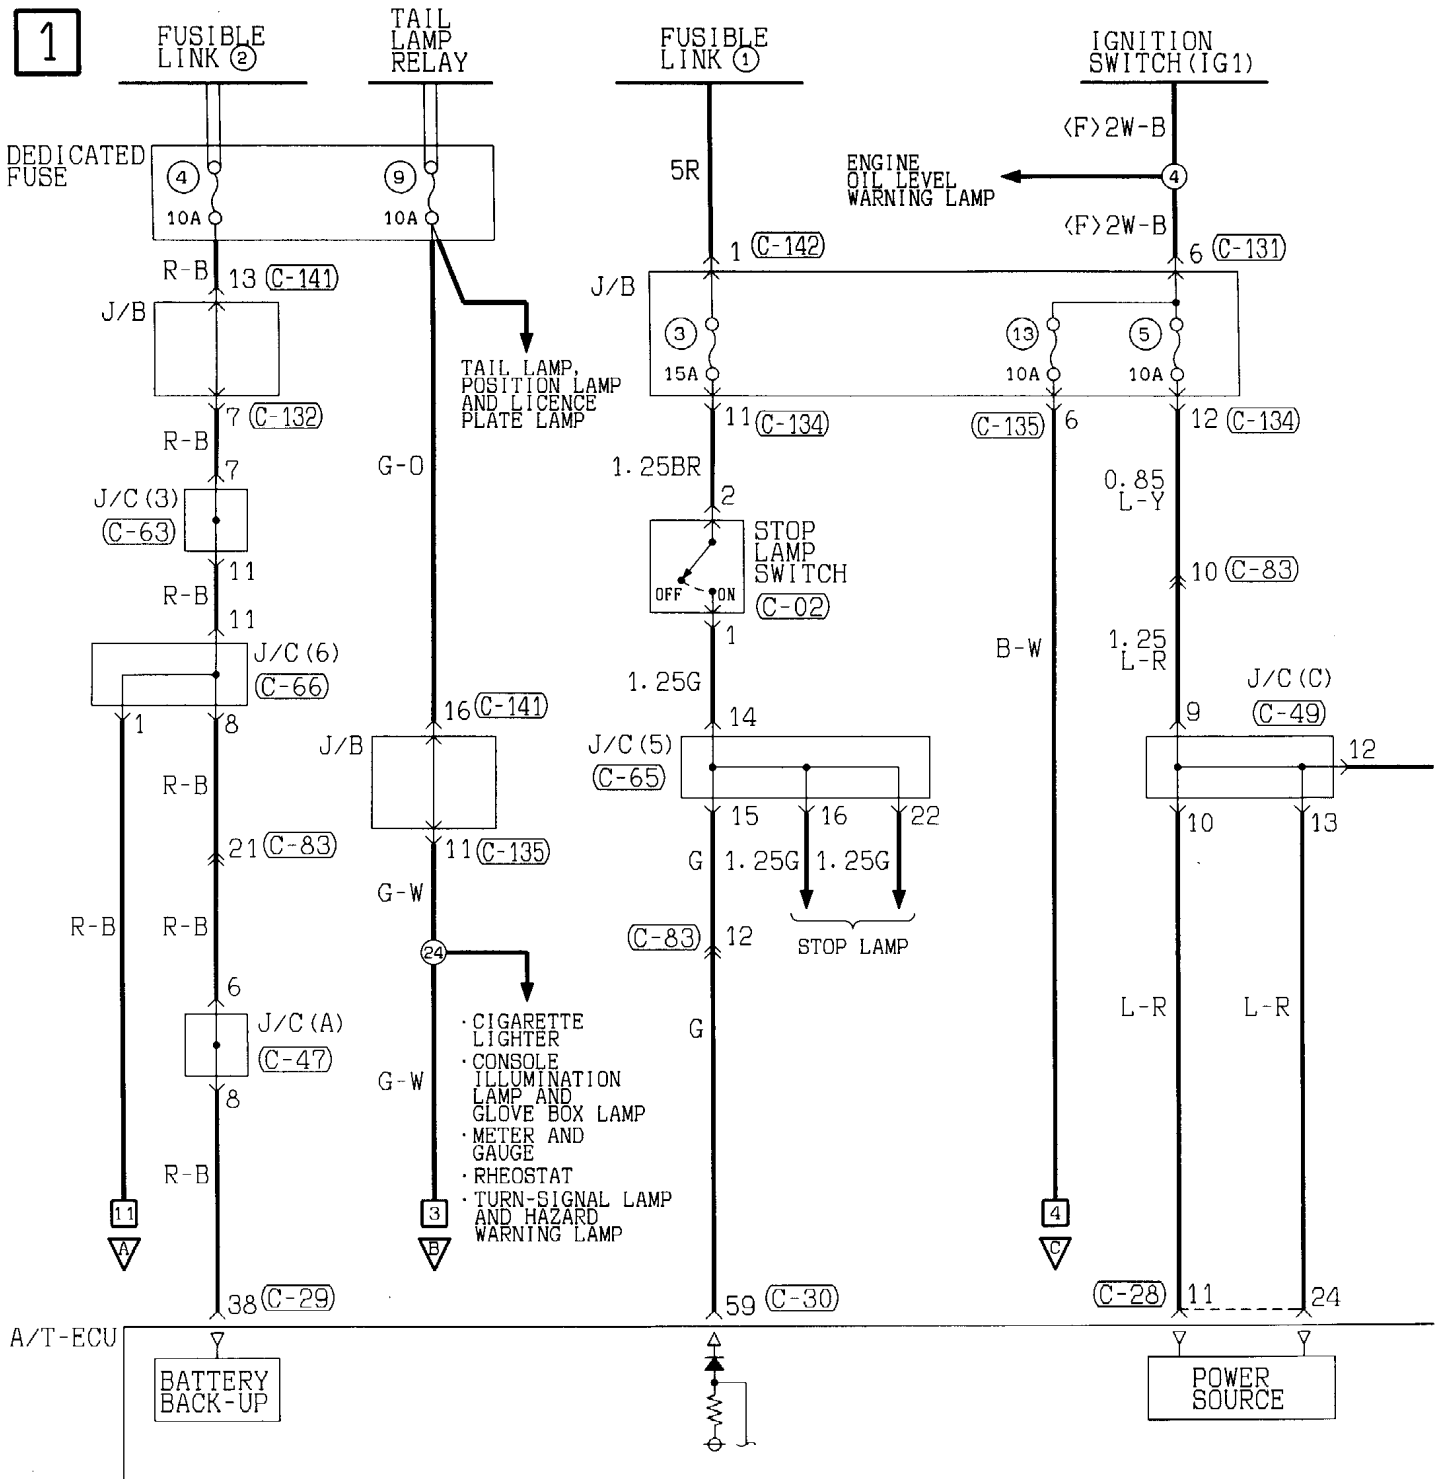 1
FUSIBLE
LINK ②
TAIL
LAMP
RELAY
FUSIBLE
LINK ①
IGNITION
SWITCH(IG1)
DEDICATED
FUSE
4
10A
9
10A
5R
<F>2W-B
ENGINE
OIL LEVEL
WARNING LAMP
4
<F>2W-B
R-B
13 (C-141)
1 (C-142)
6 (C-131)
J/B
J/B
3
15A
13
10A
5
10A
TAIL LAMP,
POSITION LAMP
AND LICENCE
PLATE LAMP
7 (C-132)
11 (C-134)
(C-135) 6
12 (C-134)
R-B
G-O
1.25BR
0.85
L-Y
7
J/C(3)
(C-63)
2
STOP
LAMP
SWITCH
(C-02)
OFF
ON
11
R-B
11
10 (C-83)
1
1.25G
B-W
1.25
L-R
J/C(6)
(C-66)
1
8
16 (C-141)
14
J/C(C)
(C-49)
9
12
J/B
J/C(5)
(C-65)
R-B
15
16
22
10
13
21 (C-83)
11 (C-135)
G
1.25G
1.25G
G-W
R-B
R-B
24
(C-83)
12
STOP LAMP
6
J/C(A)
(C-47)
8
G-W
G
L-R
L-R
·CIGARETTE
LIGHTER
·CONSOLE
ILLUMINATION
LAMP AND
GLOVE BOX LAMP
·METER AND
GAUGE
·RHEOSTAT
·TURN-SIGNAL LAMP
AND HAZARD
WARNING LAMP
R-B
11
A
3
B
4
C
38 (C-29)
59 (C-30)
(C-28) 11
24
A/T-ECU
BATTERY
BACK-UP
POWER
SOURCE